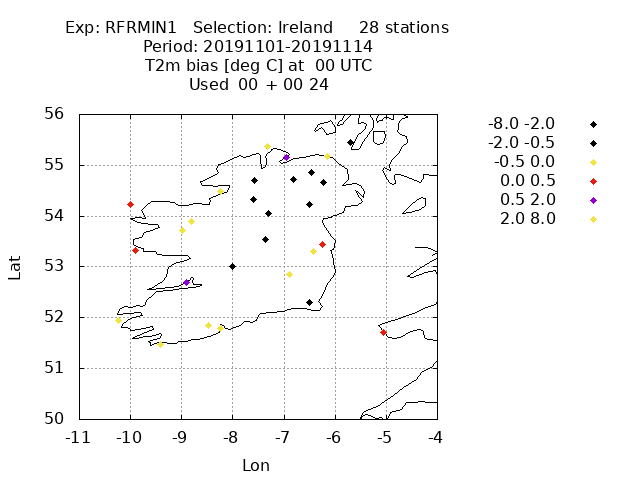 Exp: RFRMIN1   Selection: Ireland     28 stations
Period: 20191101-20191114
T2m bias [deg C] at  00 UTC
Used  00 + 00 24
56
55
54
53
52
51
50
Lat
-11 -10 -9 -8 -7 -6 -5 -4
Lon
-8.0 -2.0
-2.0 -0.5
-0.5 0.0
0.0 0.5
0.5 2.0
2.0 8.0